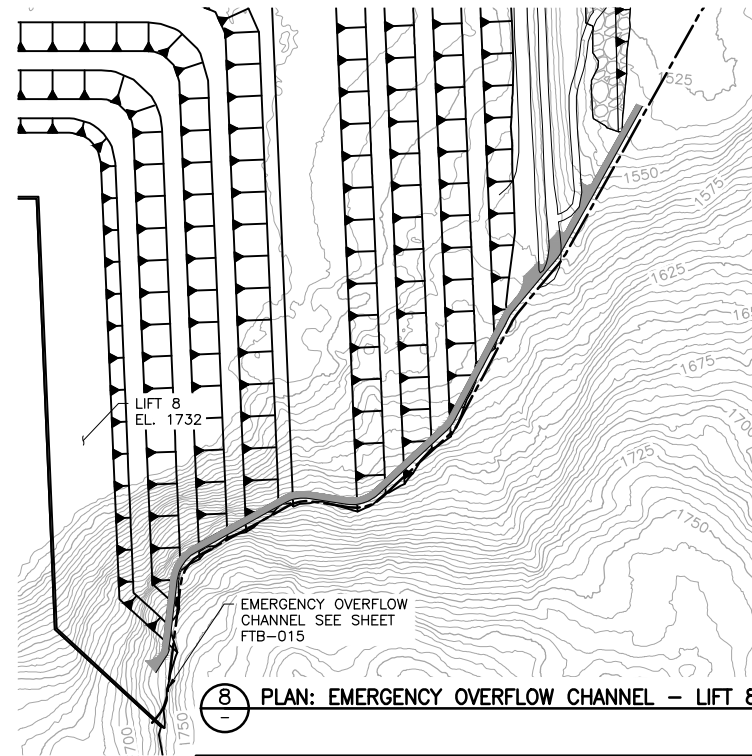 1525
1550
1575
1625
1675
1700
1725
1750
LIFT 8
EL. 1732
EMERGENCY OVERFLOW
CHANNEL SEE SHEET
FTB-015
8 PLAN: EMERGENCY OVERFLOW CHANNEL - LIFT 8
-
1750